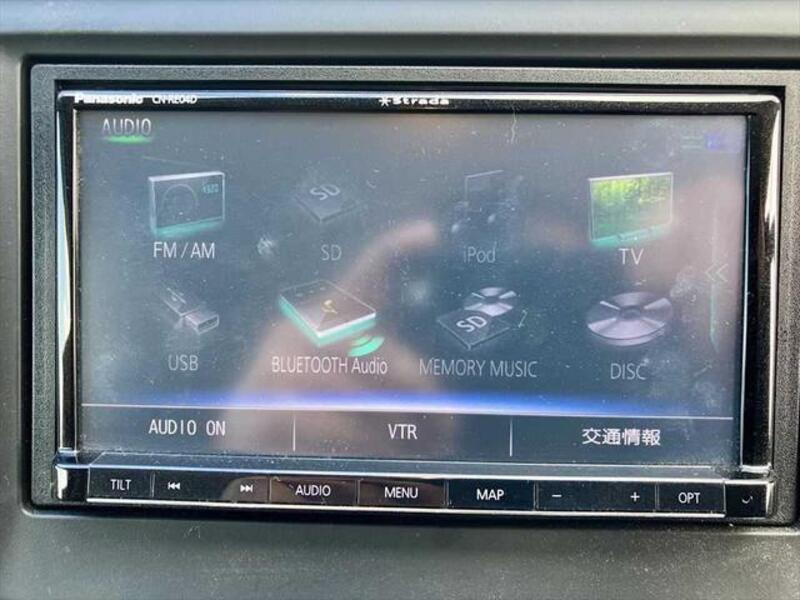 Panasonic CN-RE04D
Strada
AUDIO
FM/AM
SD
iPod
TV
USB
BLUETOOTH Audio
MEMORY MUSIC
DISC
AUDIO ON
VTR
交通情報
TILT
AUDIO
MENU
MAP
− +
OPT